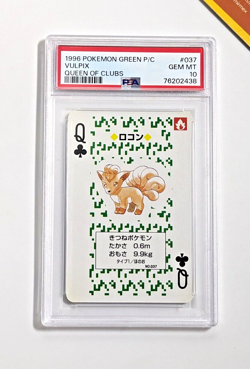 1996 POKEMON GREEN P/C #037
VULPIX GEM MT
QUEEN OF CLUBS PSA 10
76202438
Q ロコン
きつねポケモン
たかさ 0.6m
おもさ 9.9kg
タイプ1/ほのお
NO.037
Q